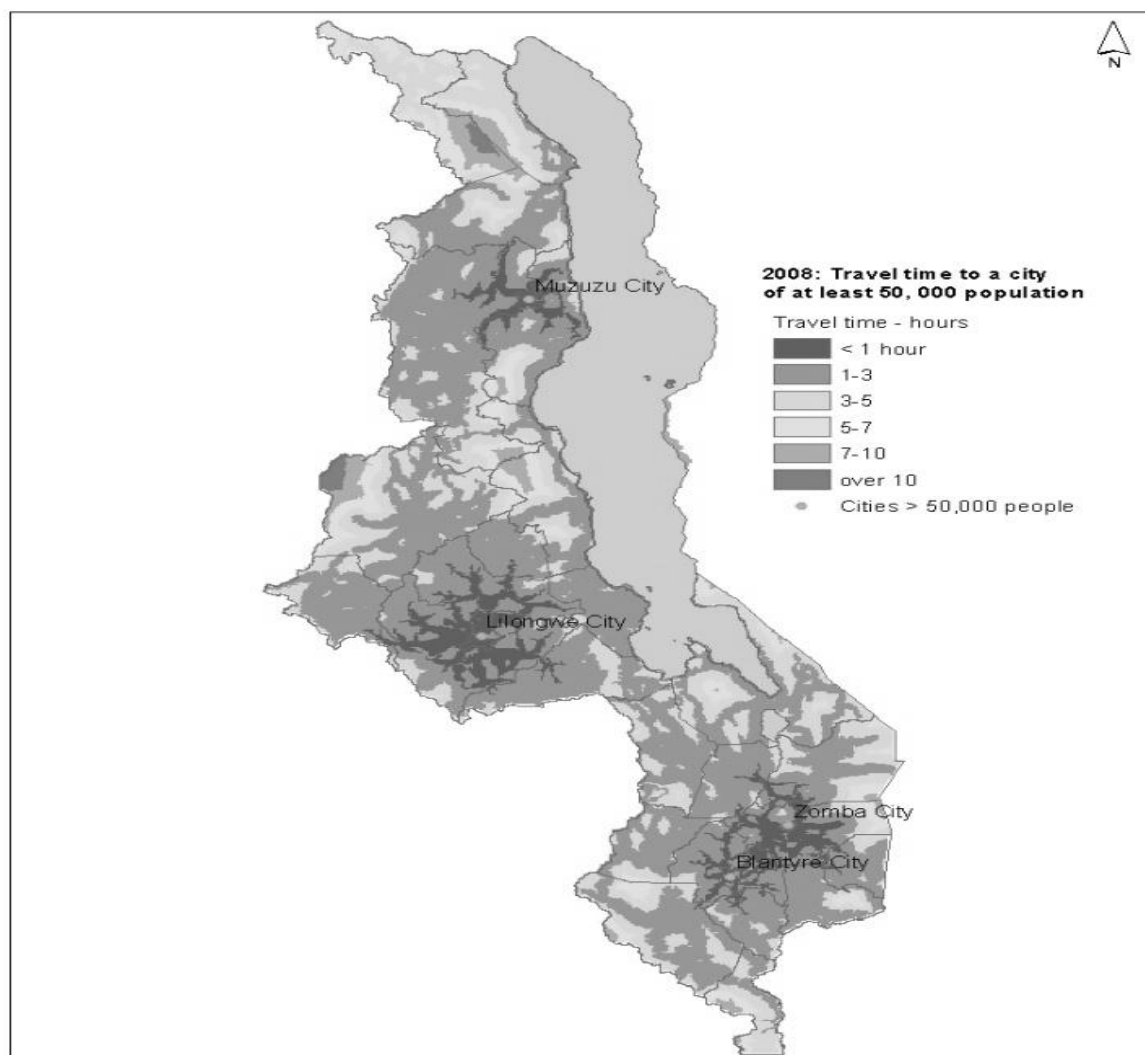 N
Muzuzu City
2008: Travel time to a city
of at least 50, 000 population
Travel time - hours
< 1 hour
1-3
3-5
5-7
7-10
over 10
Cities > 50,000 people
Lilongwe City
Zomba City
Blantyre City